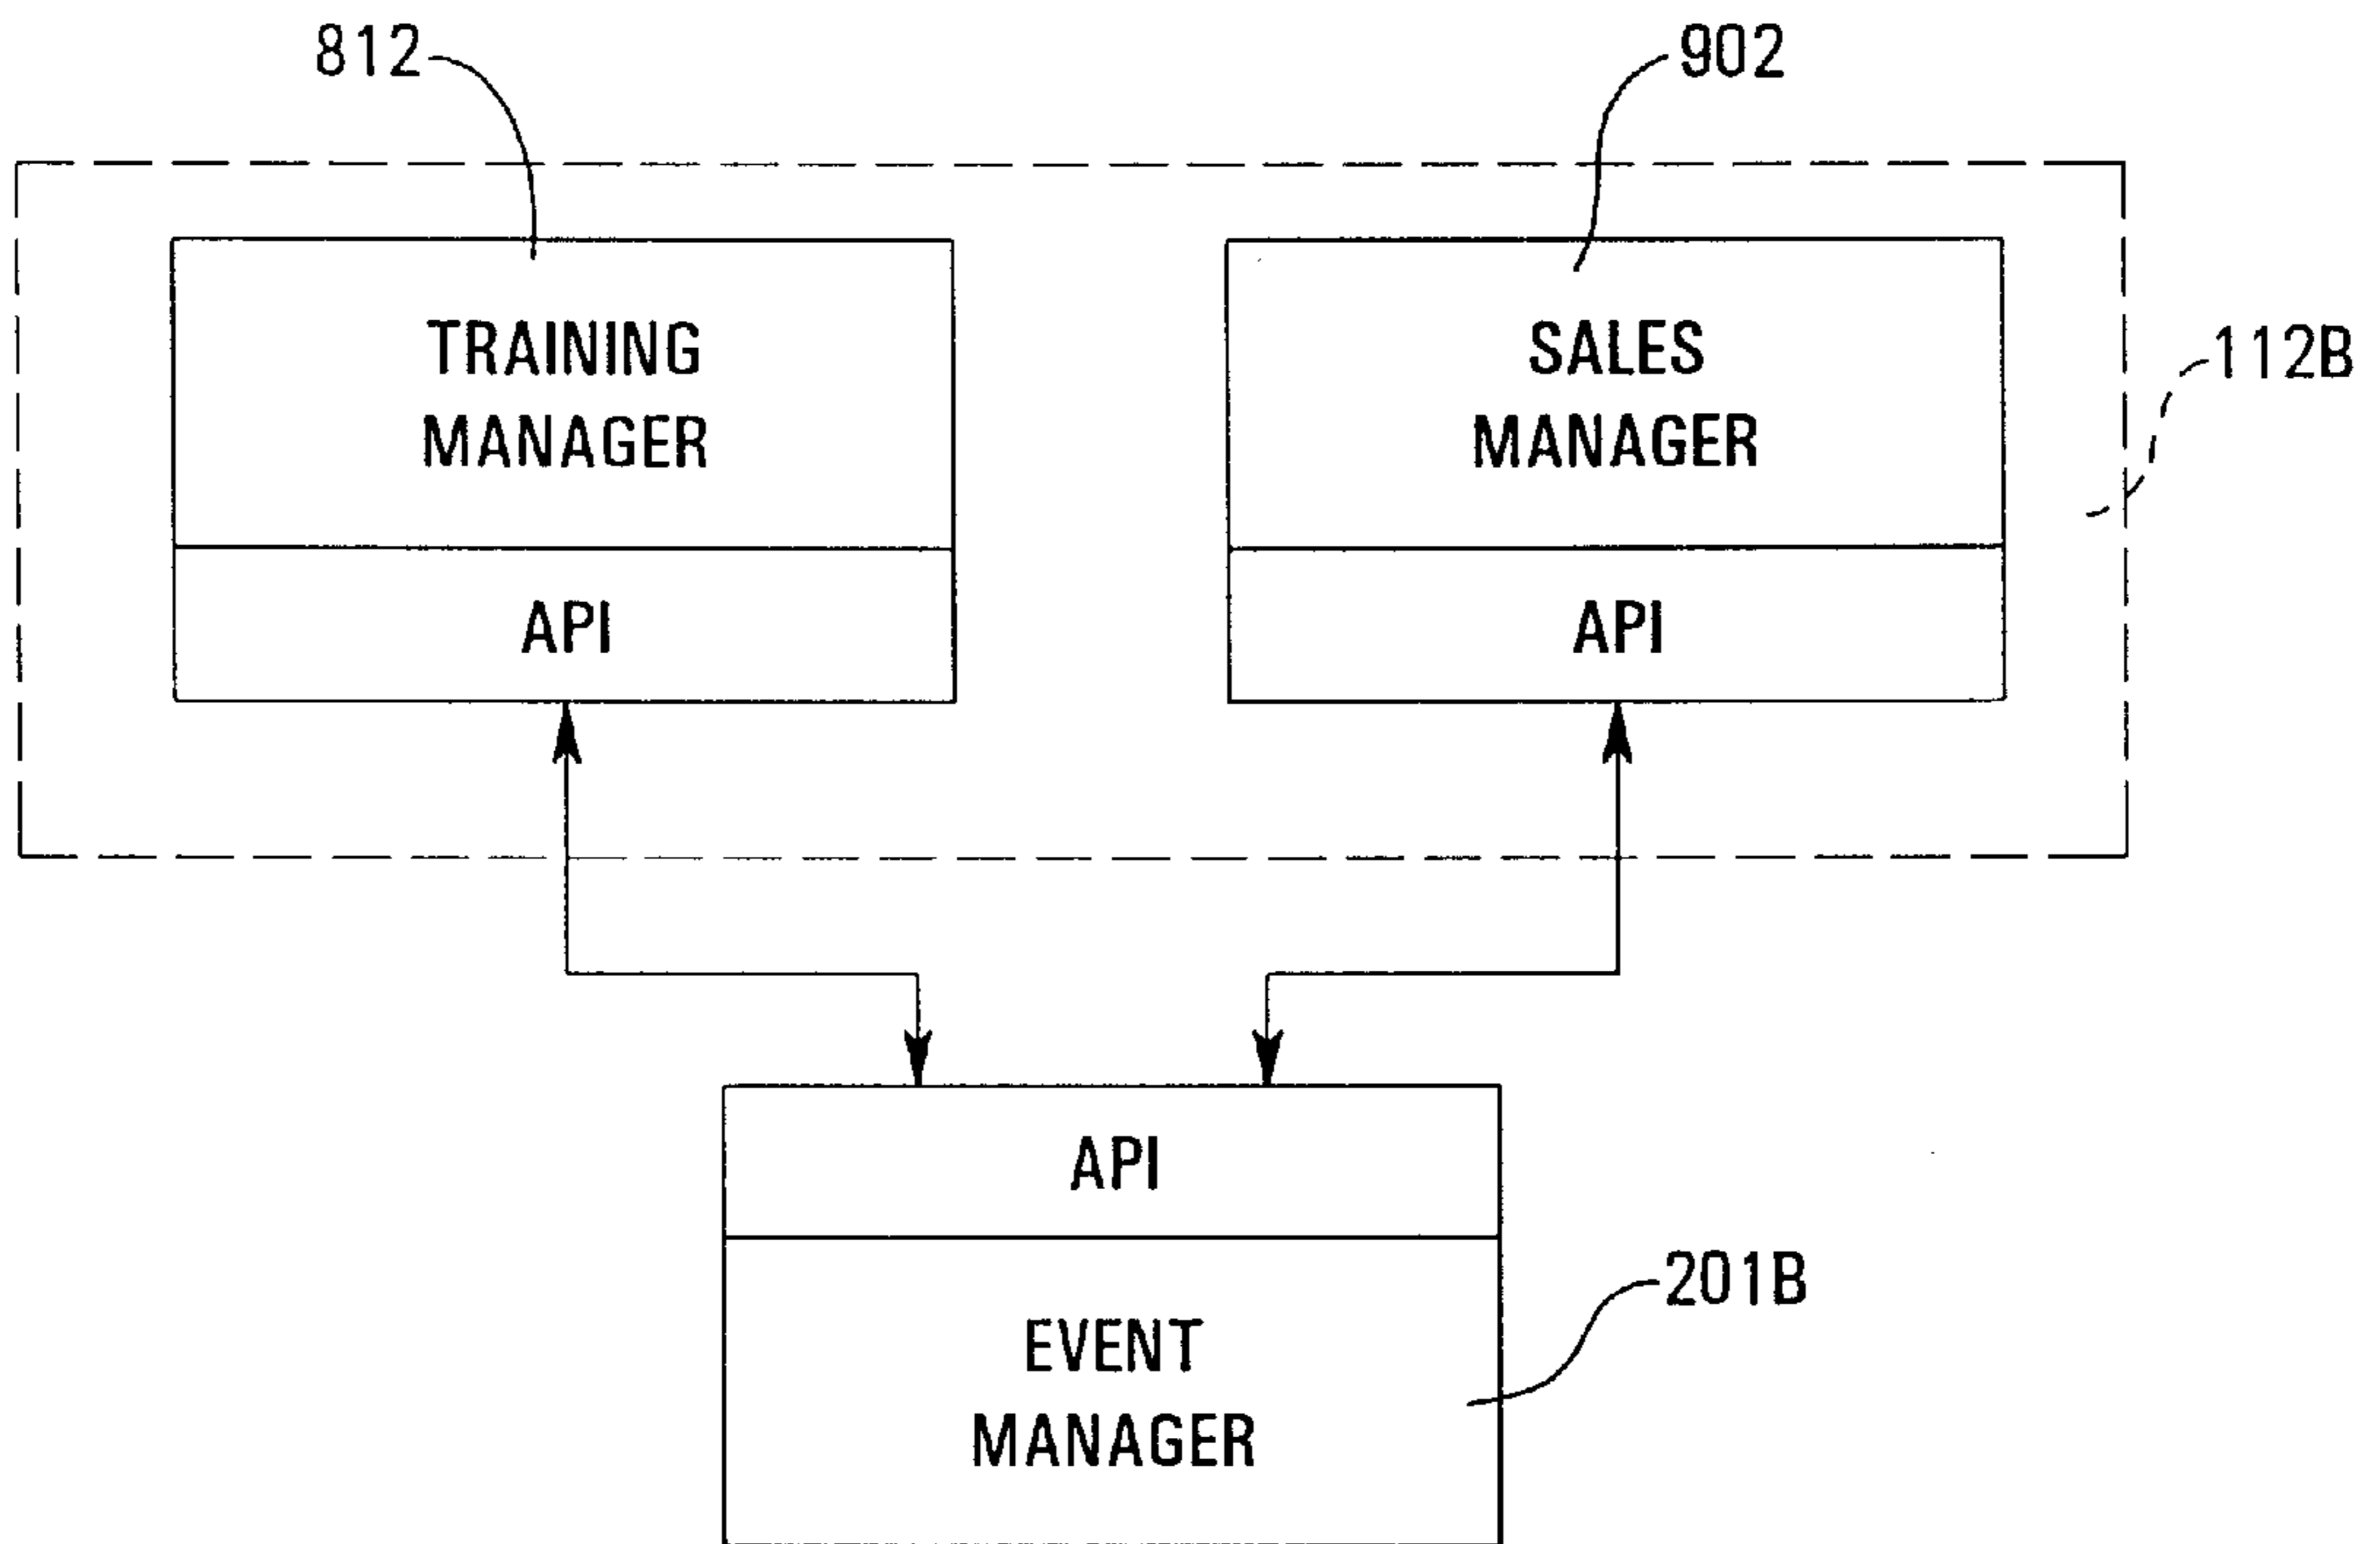 812
902
TRAINING
MANAGER
SALES
MANAGER
112B
API
API
API
EVENT
MANAGER
201B